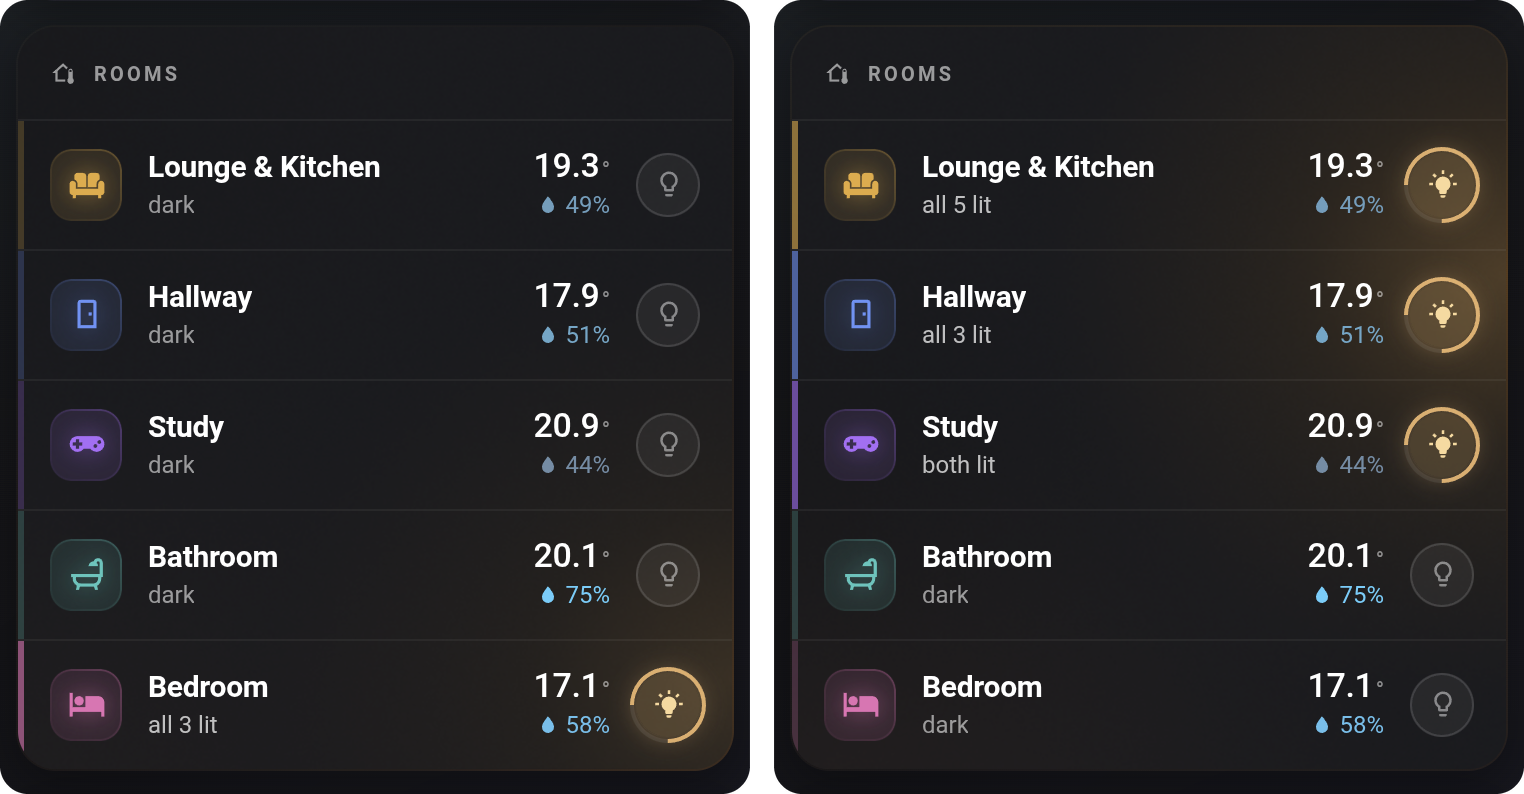 ROOMS
Lounge & Kitchen
19.3°
dark
49%
Hallway
17.9°
dark
51%
Study
20.9°
dark
44%
Bathroom
20.1°
dark
75%
Bedroom
17.1°
all 3 lit
58%
ROOMS
Lounge & Kitchen
19.3°
all 5 lit
49%
Hallway
17.9°
all 3 lit
51%
Study
20.9°
both lit
44%
Bathroom
20.1°
dark
75%
Bedroom
17.1°
dark
58%